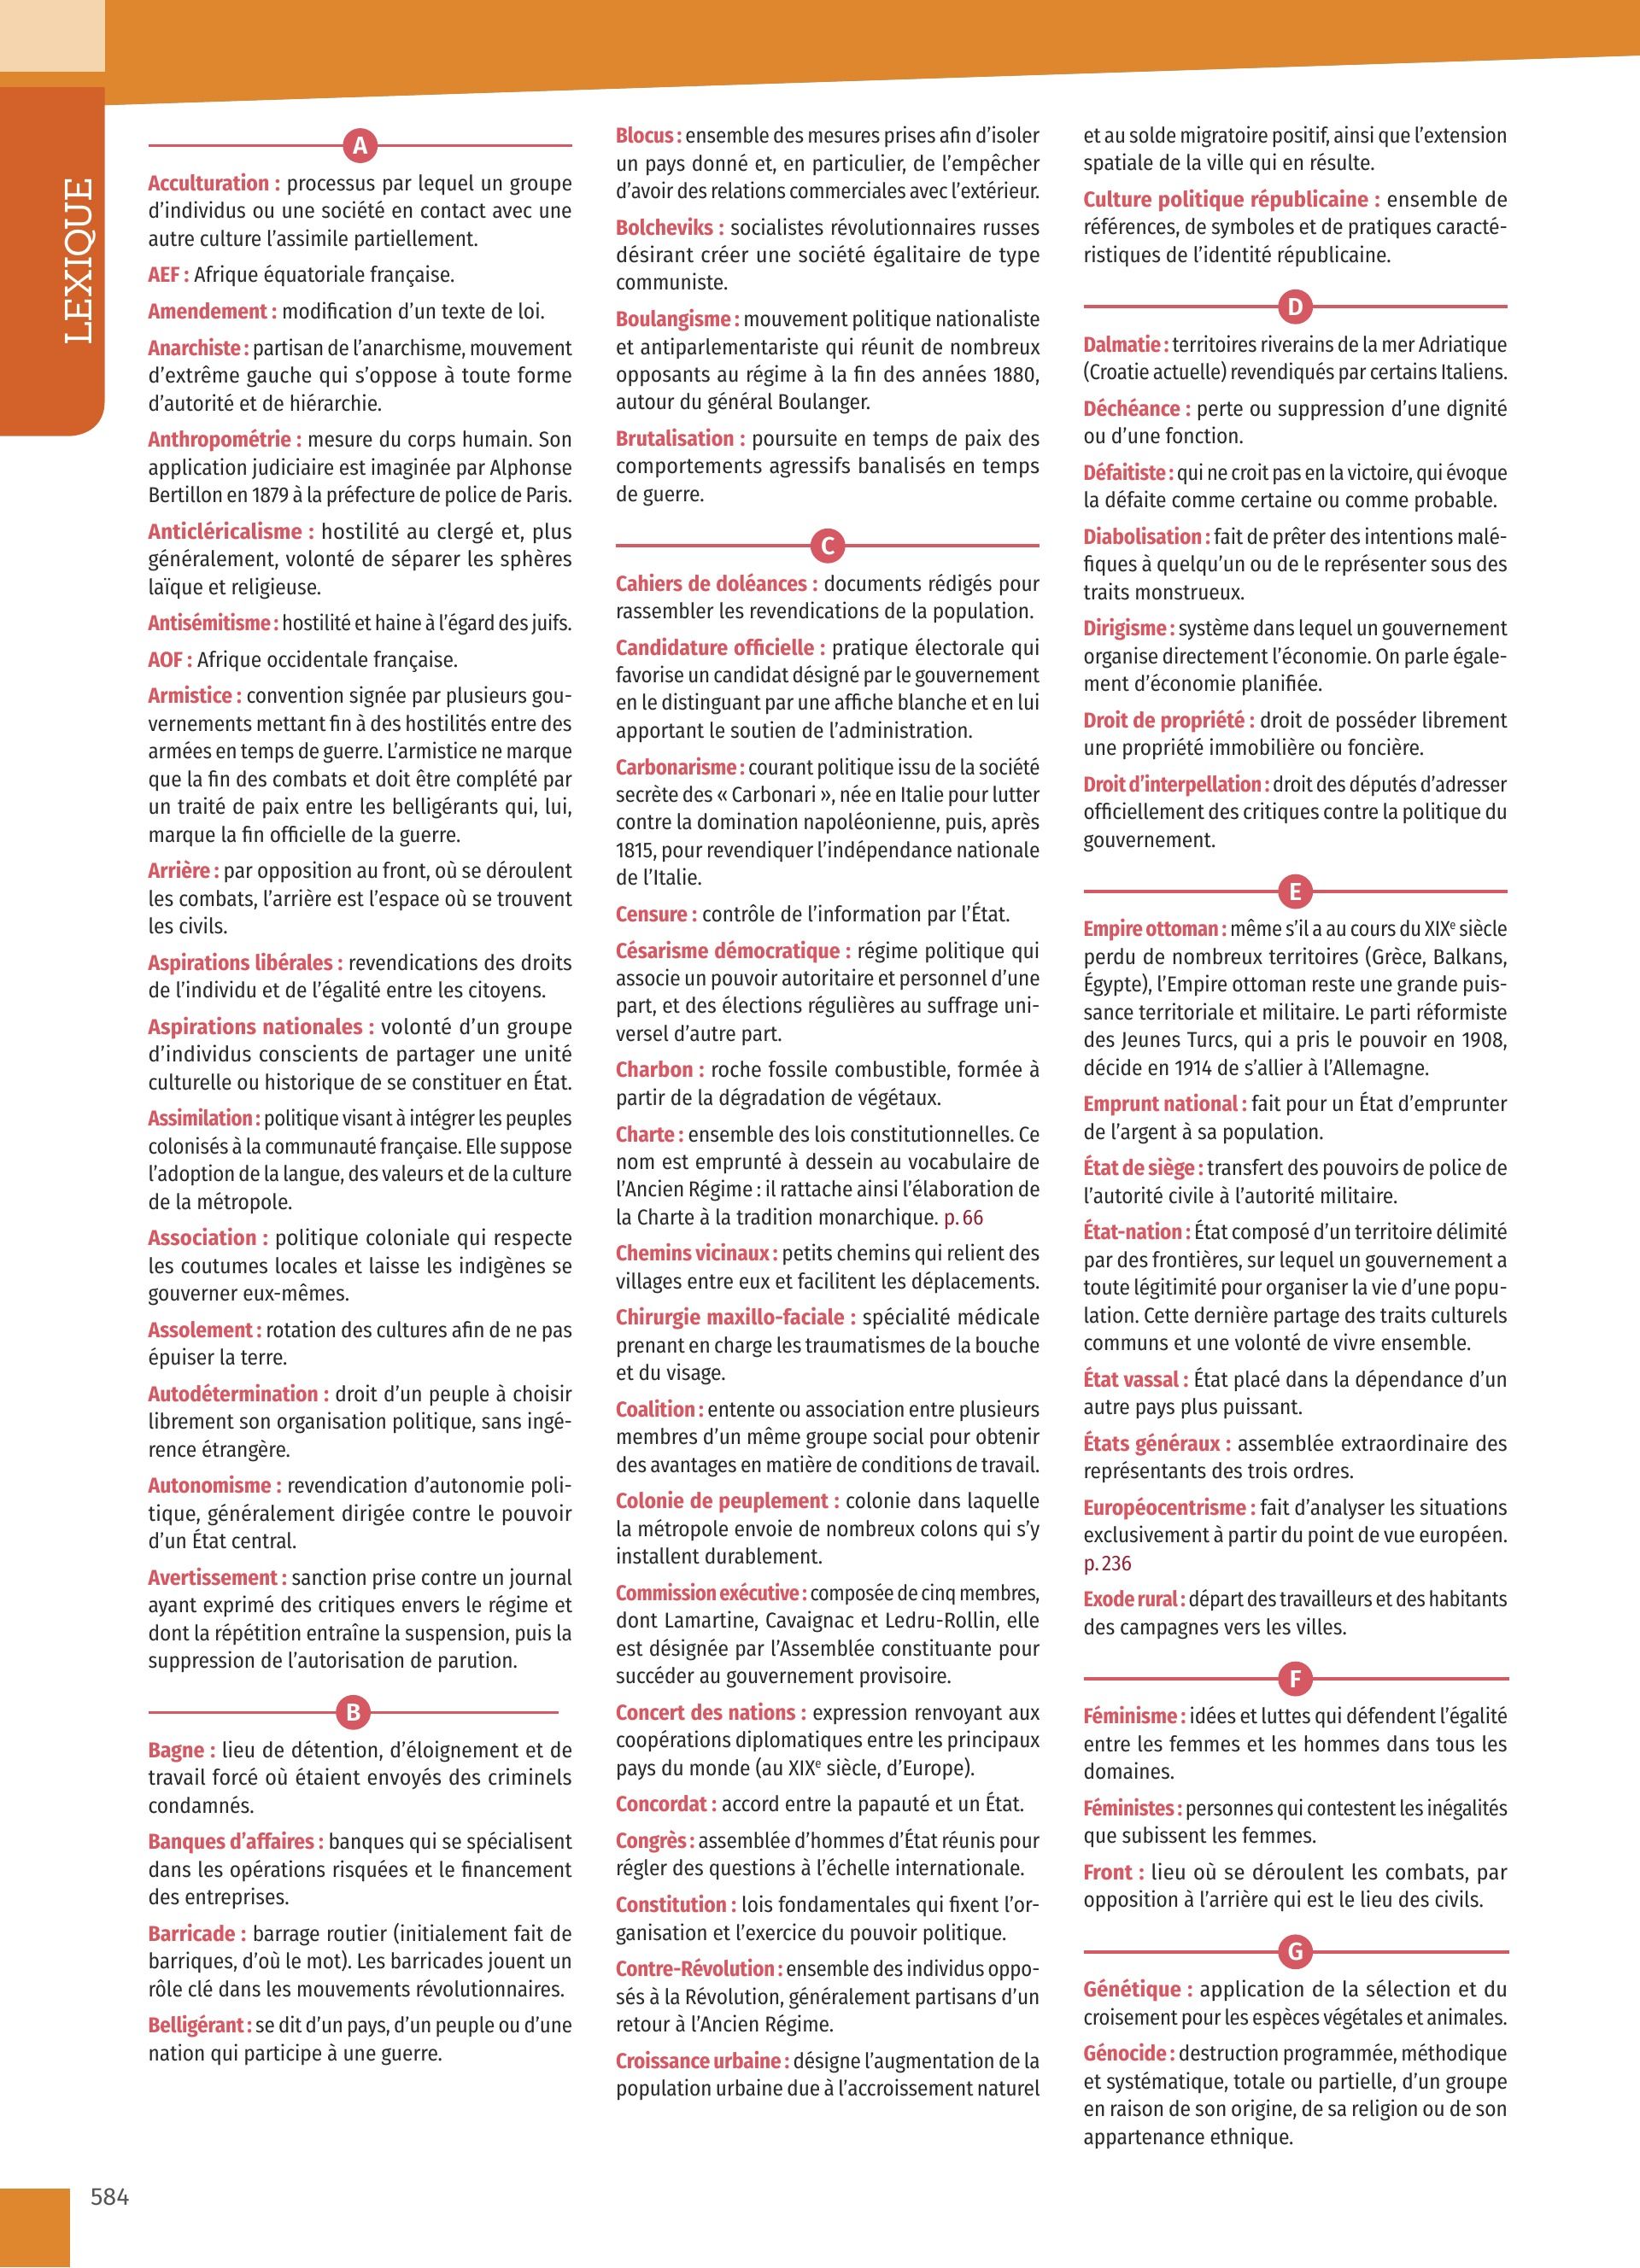 LEXIQUE
A
Acculturation : processus par lequel un groupe
d’individus ou une société en contact avec une
autre culture l’assimile partiellement.
AEF : Afrique équatoriale française.
Amendement : modification d’un texte de loi.
Anarchiste : partisan de l’anarchisme, mouvement
d’extrême gauche qui s’oppose à toute forme
d’autorité et de hiérarchie.
Anthropométrie : mesure du corps humain. Son
application judiciaire est imaginée par Alphonse
Bertillon en 1879 à la préfecture de police de Paris.
Anticléricalisme : hostilité au clergé et, plus
généralement, volonté de séparer les sphères
laïque et religieuse.
Antisémitisme : hostilité et haine à l’égard des juifs.
AOF : Afrique occidentale française.
Armistice : convention signée par plusieurs gou-
vernements mettant fin à des hostilités entre des
armées en temps de guerre. L’armistice ne marque
que la fin des combats et doit être complété par
un traité de paix entre les belligérants qui, lui,
marque la fin officielle de la guerre.
Arrière : par opposition au front, où se déroulent
les combats, l’arrière est l’espace où se trouvent
les civils.
Aspirations libérales : revendications des droits
de l’individu et de l’égalité entre les citoyens.
Aspirations nationales : volonté d’un groupe
d’individus conscients de partager une unité
culturelle ou historique de se constituer en État.
Assimilation : politique visant à intégrer les peuples
colonisés à la communauté française. Elle suppose
l’adoption de la langue, des valeurs et de la culture
de la métropole.
Association : politique coloniale qui respecte
les coutumes locales et laisse les indigènes se
gouverner eux-mêmes.
Assolement : rotation des cultures afin de ne pas
épuiser la terre.
Autodétermination : droit d’un peuple à choisir
librement son organisation politique, sans ingé-
rence étrangère.
Autonomisme : revendication d’autonomie poli-
tique, généralement dirigée contre le pouvoir
d’un État central.
Avertissement : sanction prise contre un journal
ayant exprimé des critiques envers le régime et
dont la répétition entraîne la suspension, puis la
suppression de l’autorisation de parution.
B
Bagne : lieu de détention, d’éloignement et de
travail forcé où étaient envoyés des criminels
condamnés.
Banques d’affaires : banques qui se spécialisent
dans les opérations risquées et le financement
des entreprises.
Barricade : barrage routier (initialement fait de
barriques, d’où le mot). Les barricades jouent un
rôle clé dans les mouvements révolutionnaires.
Belligérant : se dit d’un pays, d’un peuple ou d’une
nation qui participe à une guerre.
Blocus : ensemble des mesures prises afin d’isoler
un pays donné et, en particulier, de l’empêcher
d’avoir des relations commerciales avec l’extérieur.
Bolcheviks : socialistes révolutionnaires russes
désirant créer une société égalitaire de type
communiste.
Boulangisme : mouvement politique nationaliste
et antiparlementariste qui réunit de nombreux
opposants au régime à la fin des années 1880,
autour du général Boulanger.
Brutalisation : poursuite en temps de paix des
comportements agressifs banalisés en temps
de guerre.
C
Cahiers de doléances : documents rédigés pour
rassembler les revendications de la population.
Candidature officielle : pratique électorale qui
favorise un candidat désigné par le gouvernement
en le distinguant par une affiche blanche et en lui
apportant le soutien de l’administration.
Carbonarisme : courant politique issu de la société
secrète des « Carbonari », née en Italie pour lutter
contre la domination napoléonienne, puis, après
1815, pour revendiquer l’indépendance nationale
de l’Italie.
Censure : contrôle de l’information par l’État.
Césarisme démocratique : régime politique qui
associe un pouvoir autoritaire et personnel d’une
part, et des élections régulières au suffrage uni-
versel d’autre part.
Charbon : roche fossile combustible, formée à
partir de la dégradation de végétaux.
Charte : ensemble des lois constitutionnelles. Ce
nom est emprunté à dessein au vocabulaire de
l’Ancien Régime : il rattache ainsi l’élaboration de
la Charte à la tradition monarchique. p. 66
Chemins vicinaux : petits chemins qui relient des
villages entre eux et facilitent les déplacements.
Chirurgie maxillo-faciale : spécialité médicale
prenant en charge les traumatismes de la bouche
et du visage.
Coalition : entente ou association entre plusieurs
membres d’un même groupe social pour obtenir
des avantages en matière de conditions de travail.
Colonie de peuplement : colonie dans laquelle
la métropole envoie de nombreux colons qui s’y
installent durablement.
Commission exécutive : composée de cinq membres,
dont Lamartine, Cavaignac et Ledru-Rollin, elle
est désignée par l’Assemblée constituante pour
succéder au gouvernement provisoire.
Concert des nations : expression renvoyant aux
coopérations diplomatiques entre les principaux
pays du monde (au XIXe siècle, d’Europe).
Concordat : accord entre la papauté et un État.
Congrès : assemblée d’hommes d’État réunis pour
régler des questions à l’échelle internationale.
Constitution : lois fondamentales qui fixent l’or-
ganisation et l’exercice du pouvoir politique.
Contre-Révolution : ensemble des individus oppo-
sés à la Révolution, généralement partisans d’un
retour à l’Ancien Régime.
Croissance urbaine : désigne l’augmentation de la
population urbaine due à l’accroissement naturel
et au solde migratoire positif, ainsi que l’extension
spatiale de la ville qui en résulte.
Culture politique républicaine : ensemble de
références, de symboles et de pratiques caracté-
ristiques de l’identité républicaine.
D
Dalmatie : territoires riverains de la mer Adriatique
(Croatie actuelle) revendiqués par certains Italiens.
Déchéance : perte ou suppression d’une dignité
ou d’une fonction.
Défaitiste : qui ne croit pas en la victoire, qui évoque
la défaite comme certaine ou comme probable.
Diabolisation : fait de prêter des intentions malé-
fiques à quelqu’un ou de le représenter sous des
traits monstrueux.
Dirigisme : système dans lequel un gouvernement
organise directement l’économie. On parle égale-
ment d’économie planifiée.
Droit de propriété : droit de posséder librement
une propriété immobilière ou foncière.
Droit d’interpellation : droit des députés d’adresser
officiellement des critiques contre la politique du
gouvernement.
E
Empire ottoman : même s’il a au cours du XIXe siècle
perdu de nombreux territoires (Grèce, Balkans,
Égypte), l’Empire ottoman reste une grande puis-
sance territoriale et militaire. Le parti réformiste
des Jeunes Turcs, qui a pris le pouvoir en 1908,
décide en 1914 de s’allier à l’Allemagne.
Emprunt national : fait pour un État d’emprunter
de l’argent à sa population.
État de siège : transfert des pouvoirs de police de
l’autorité civile à l’autorité militaire.
État-nation : État composé d’un territoire délimité
par des frontières, sur lequel un gouvernement a
toute légitimité pour organiser la vie d’une popu-
lation. Cette dernière partage des traits culturels
communs et une volonté de vivre ensemble.
État vassal : État placé dans la dépendance d’un
autre pays plus puissant.
États généraux : assemblée extraordinaire des
représentants des trois ordres.
Européocentrisme : fait d’analyser les situations
exclusivement à partir du point de vue européen.
p. 236
Exode rural : départ des travailleurs et des habitants
des campagnes vers les villes.
F
Féminisme : idées et luttes qui défendent l’égalité
entre les femmes et les hommes dans tous les
domaines.
Féministes : personnes qui contestent les inégalités
que subissent les femmes.
Front : lieu où se déroulent les combats, par
opposition à l’arrière qui est le lieu des civils.
G
Génétique : application de la sélection et du
croisement pour les espèces végétales et animales.
Génocide : destruction programmée, méthodique
et systématique, totale ou partielle, d’un groupe
en raison de son origine, de sa religion ou de son
appartenance ethnique.
584